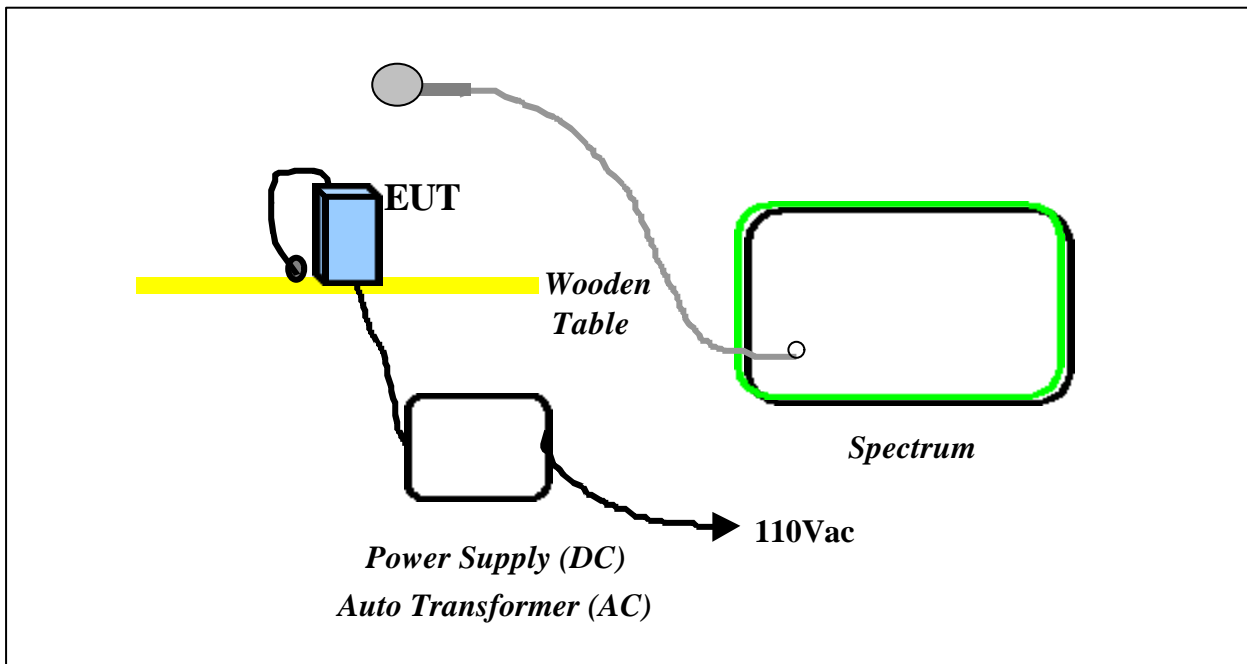 EUT
Wooden
Table
Spectrum
110Vac
Power Supply (DC)
Auto Transformer (AC)